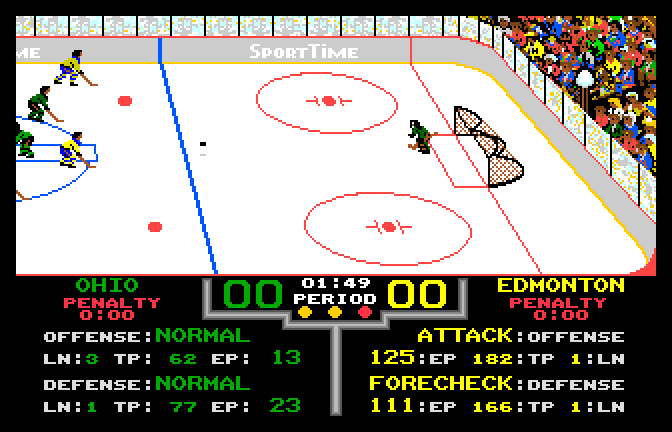 ME SPORTTIME
OHIO 00 01:49 00 EDMONTON
PENALTY PERIOD PENALTY
0:00 0:00
OFFENSE:NORMAL ATTACK:OFFENSE
LN:3 TP: 62 EP: 13 125:EP 182:TP 1:LN
DEFENSE:NORMAL FORECHECK:DEFENSE
LN:1 TP: 77 EP: 23 111:EP 166:TP 1:LN